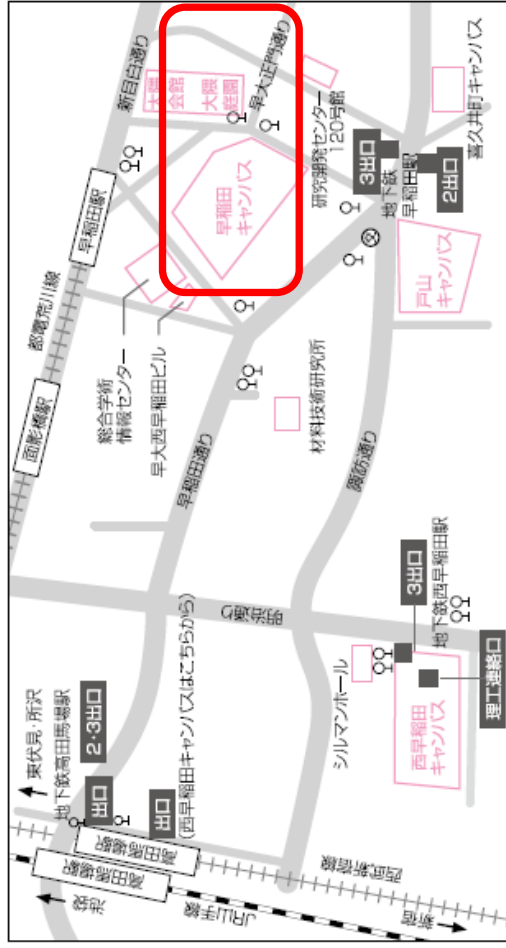 東伏見・所沢
地下鉄高田馬場駅
2・3出口
出口
出口
(西早稲田キャンパスはこちらから)
高田馬場駅
高田馬場駅
池袋
JR山手線
西武新宿線
新宿
面影橋駅
都電荒川線
早稲田駅
新目白通り
大隈
会館
大隈
庭園
早大正門通り
総合学術
情報センター
早大西早稲田ビル
早稲田
キャンパス
研究開発センター
120号館
早稲田通り
材料技術研究所
3出口
地下鉄
早稲田駅
2出口
喜久井町キャンパス
戸山
キャンパス
諏訪通り
明治通り
シルマンホール
3出口
地下鉄西早稲田駅
西早稲田
キャンパス
理工連絡口